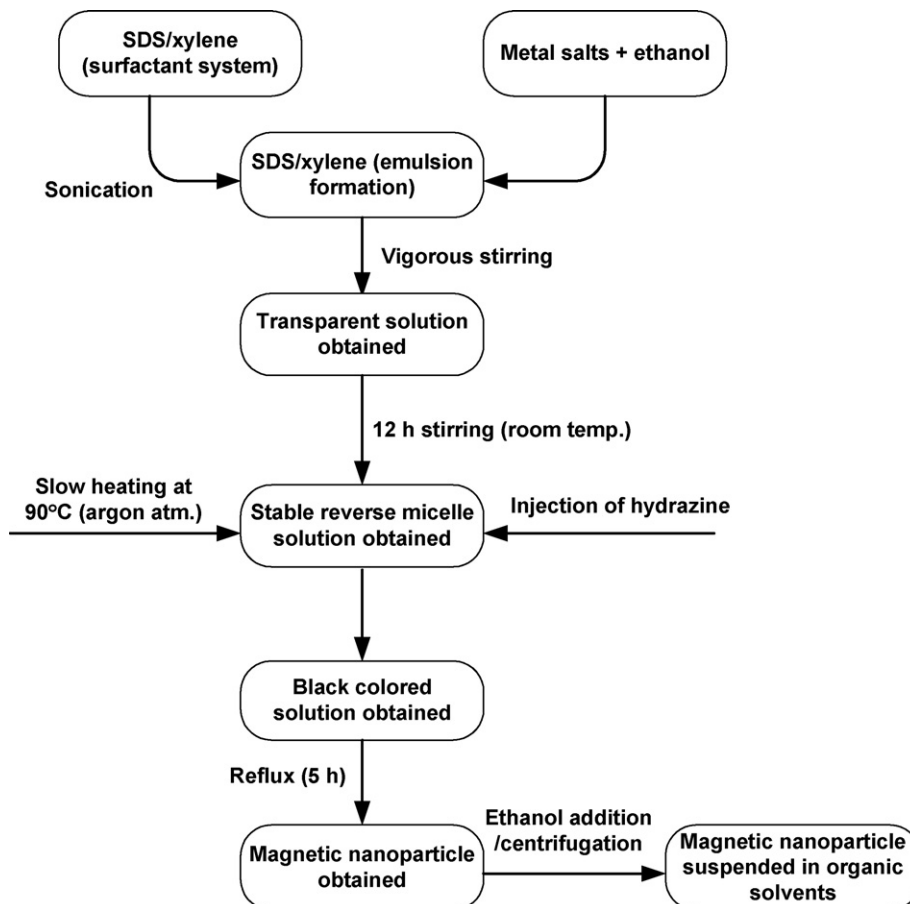 SDS/xylene
(surfactant system)
Metal salts + ethanol
Sonication
SDS/xylene (emulsion
formation)
Vigorous stirring
Transparent solution
obtained
12 h stirring (room temp.)
Slow heating at
90°C (argon atm.)
Stable reverse micelle
solution obtained
Injection of hydrazine
Black colored
solution obtained
Reflux (5 h)
Magnetic nanoparticle
obtained
Ethanol addition
/centrifugation
Magnetic nanoparticle
suspended in organic
solvents